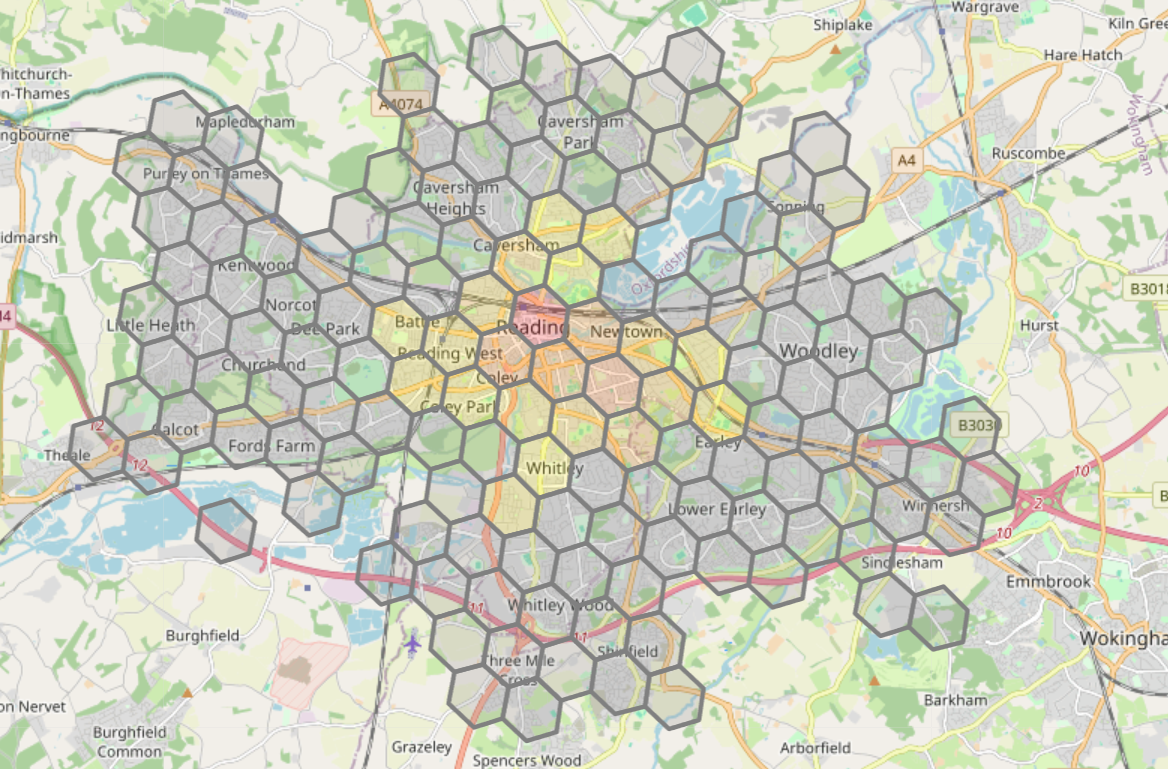 Wargrave
Shiplake
Kiln Gree
Hare Hatch
hitchurch-
n-Thames
A4074
Mapledurham
Caversham
Park
ngbourne
Wokingham
Ruscombe
A4
Purley on Thames
Caversham
Heights
Sonning
idmarsh
Caversham
Kentwood
Oxfordshi
B3018
Norcot
M4
Little Heath
Dee Park
Battle
Reading
Newtown
Hurst
Reading West
Woodley
Churchend
Coley
Coley Park
12
Calcot
B3030
Fords Farm
Earley
Theale
12
Whitley
10
B
2
Lower Earley
Winnersh
10
Sindlesham
Emmbrook
11
Whitley Wood
Burghfield
11
Wokingha
Shinfield
Three Mile
Cross
Barkham
on Nervet
Burghfield
Common
Grazeley
Arborfield
Spencers Wood